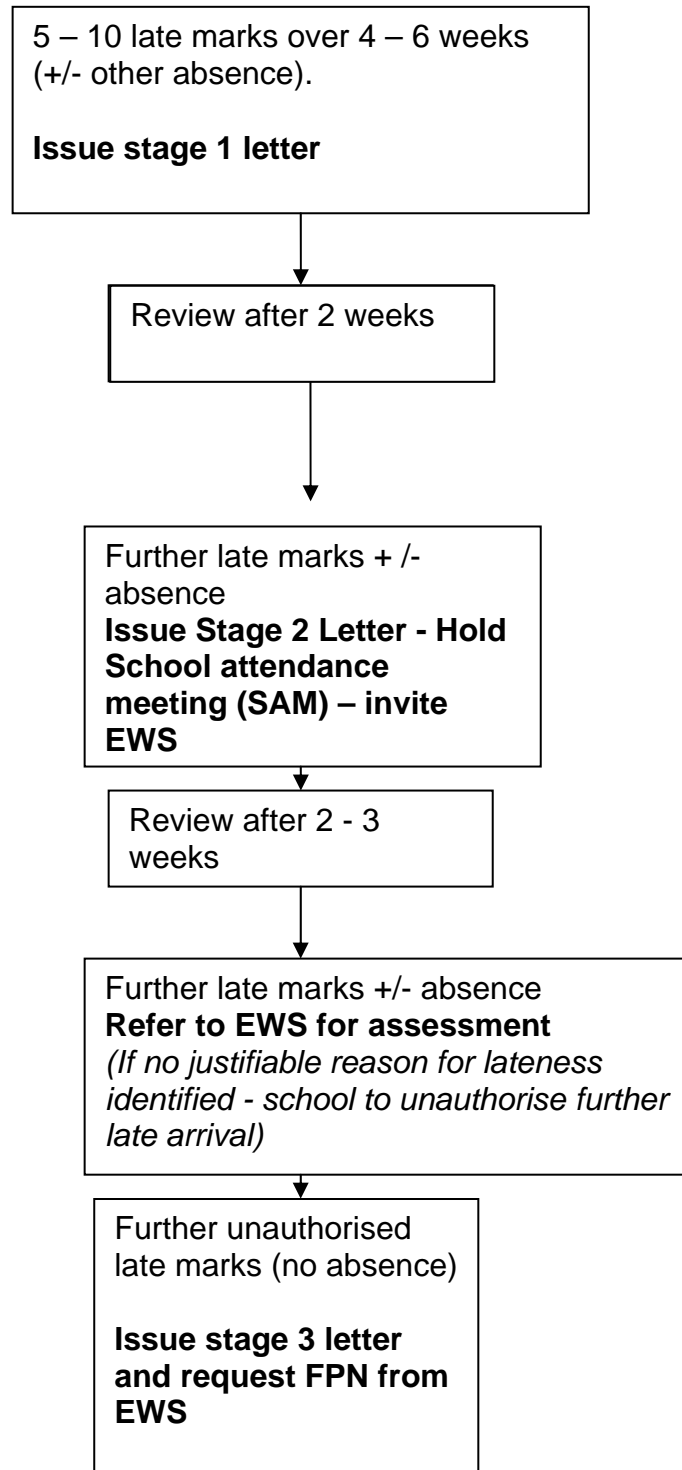 5 – 10 late marks over 4 – 6 weeks
(+/- other absence).
Issue stage 1 letter
Review after 2 weeks
Further late marks + /-
absence
Issue Stage 2 Letter - Hold
School attendance
meeting (SAM) – invite
EWS
Review after 2 - 3
weeks
Further late marks +/- absence
Refer to EWS for assessment
(If no justifiable reason for lateness
identified - school to unauthorise further
late arrival)
Further unauthorised
late marks (no absence)
Issue stage 3 letter
and request FPN from
EWS